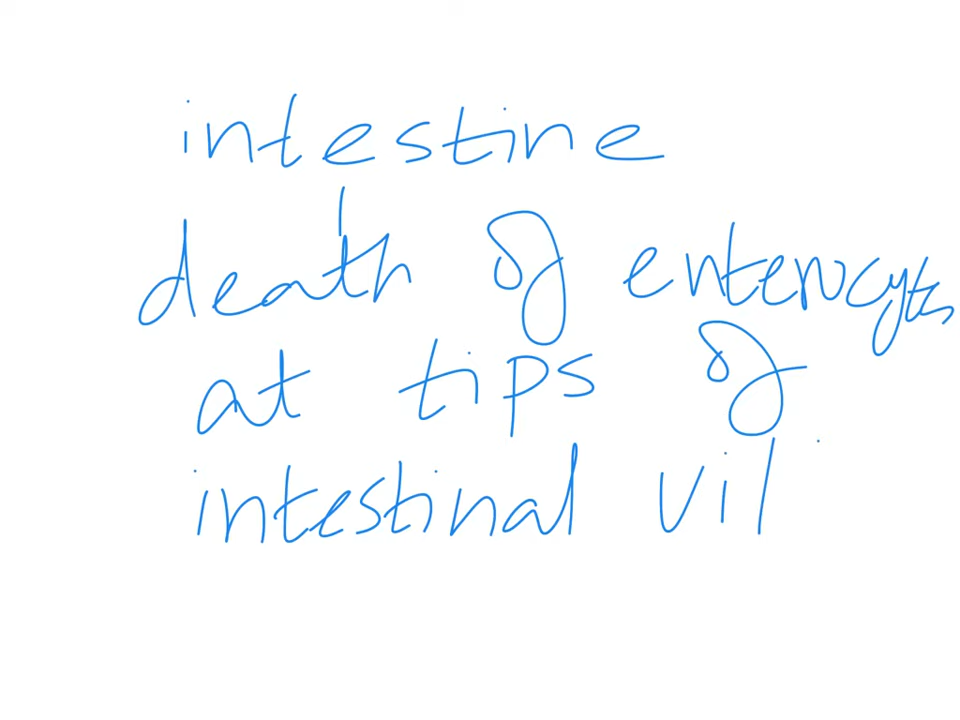 intestine
death of enterocytes
at tips of
intestinal vil